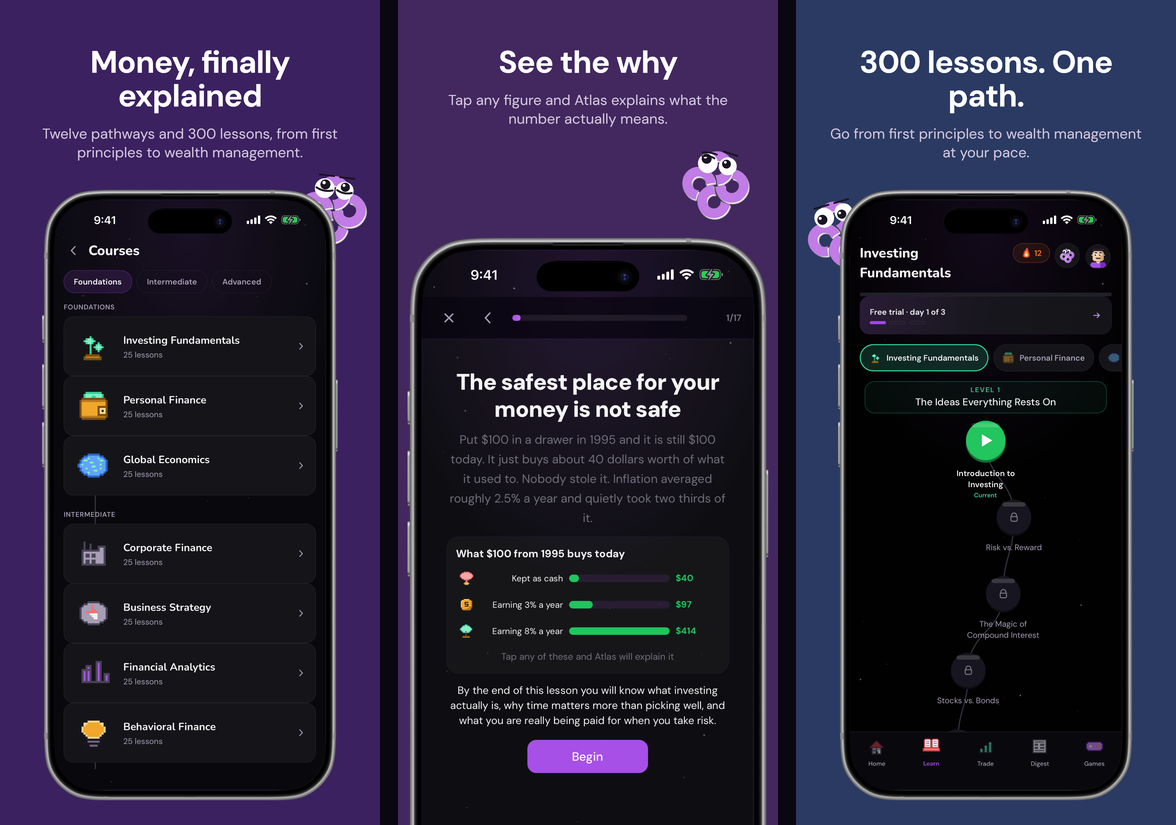 Money, finally
explained
Twelve pathways and 300 lessons, from first
principles to wealth management.
9:41
Courses
Foundations
Intermediate
Advanced
FOUNDATIONS
Investing Fundamentals
25 lessons
Personal Finance
25 lessons
Global Economics
25 lessons
INTERMEDIATE
Corporate Finance
25 lessons
Business Strategy
25 lessons
Financial Analytics
25 lessons
Behavioral Finance
25 lessons
See the why
Tap any figure and Atlas explains what the
number actually means.
9:41
1/17
The safest place for your
money is not safe
Put $100 in a drawer in 1995 and it is still $100
today. It just buys about 40 dollars worth of what
it used to. Nobody stole it. Inflation averaged
roughly 2.5% a year and quietly took two thirds of
it.
What $100 from 1995 buys today
Kept as cash $40
5 Earning 3% a year $97
Earning 8% a year $414
Tap any of these and Atlas will explain it
By the end of this lesson you will know what investing
actually is, why time matters more than picking well, and
what you are really being paid for when you take risk.
Begin
300 lessons. One
path.
Go from first principles to wealth management
at your pace.
9:41
Investing
Fundamentals
12
Free trial · day 1 of 3
Investing Fundamentals
Personal Finance
LEVEL 1
The Ideas Everything Rests On
Introduction to
Investing
Current
Risk vs. Reward
The Magic of
Compound Interest
Stocks vs. Bonds
Home
Learn
Trade
Digest
Games